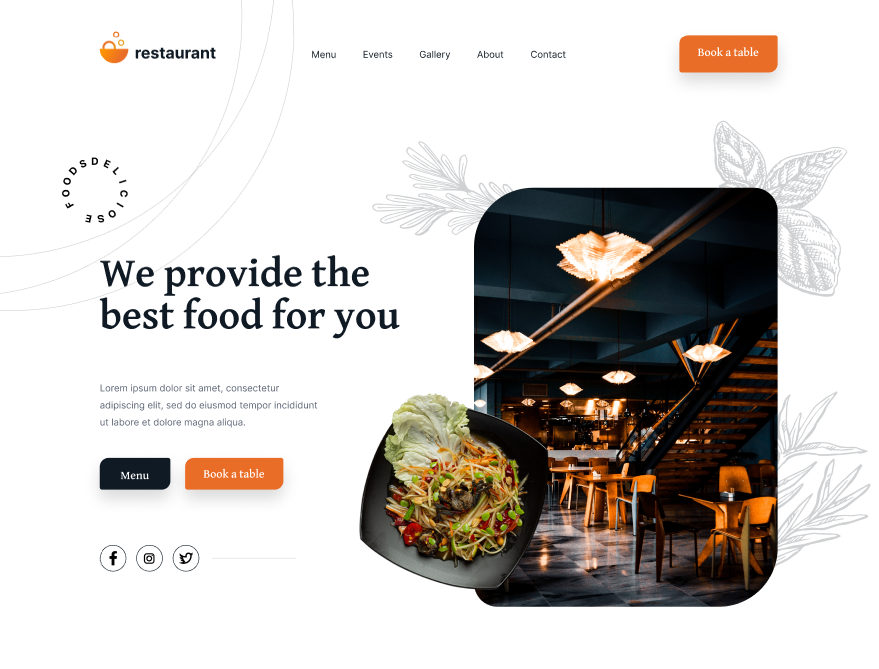 restaurant
Menu
Events
Gallery
About
Contact
Book a table
FOODSDELICIOSE
We provide the
best food for you
Lorem ipsum dolor sit amet, consectetur
adipiscing elit, sed do eiusmod tempor incididunt
ut labore et dolore magna aliqua.
Menu
Book a table